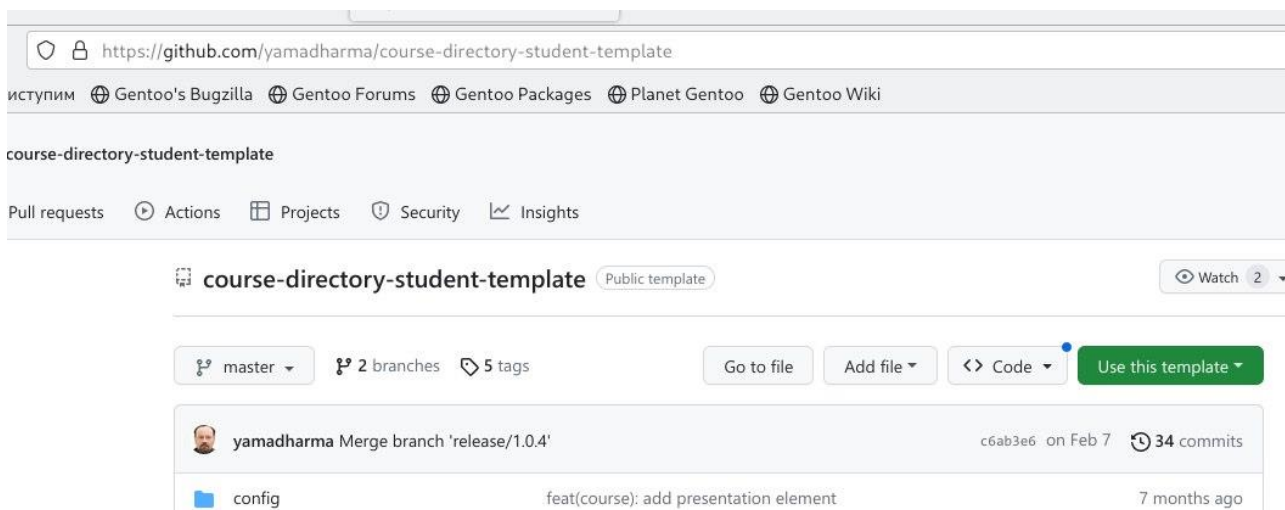 https://github.com/yamadharma/course-directory-student-template
иступим Gentoo's Bugzilla Gentoo Forums Gentoo Packages Planet Gentoo Gentoo Wiki
course-directory-student-template
Pull requests Actions Projects Security Insights
course-directory-student-template Public template Watch 2
master 2 branches 5 tags Go to file Add file <> Code Use this template
yamadharma Merge branch 'release/1.0.4' c6ab3e6 on Feb 7 34 commits
config feat(course): add presentation element 7 months ago